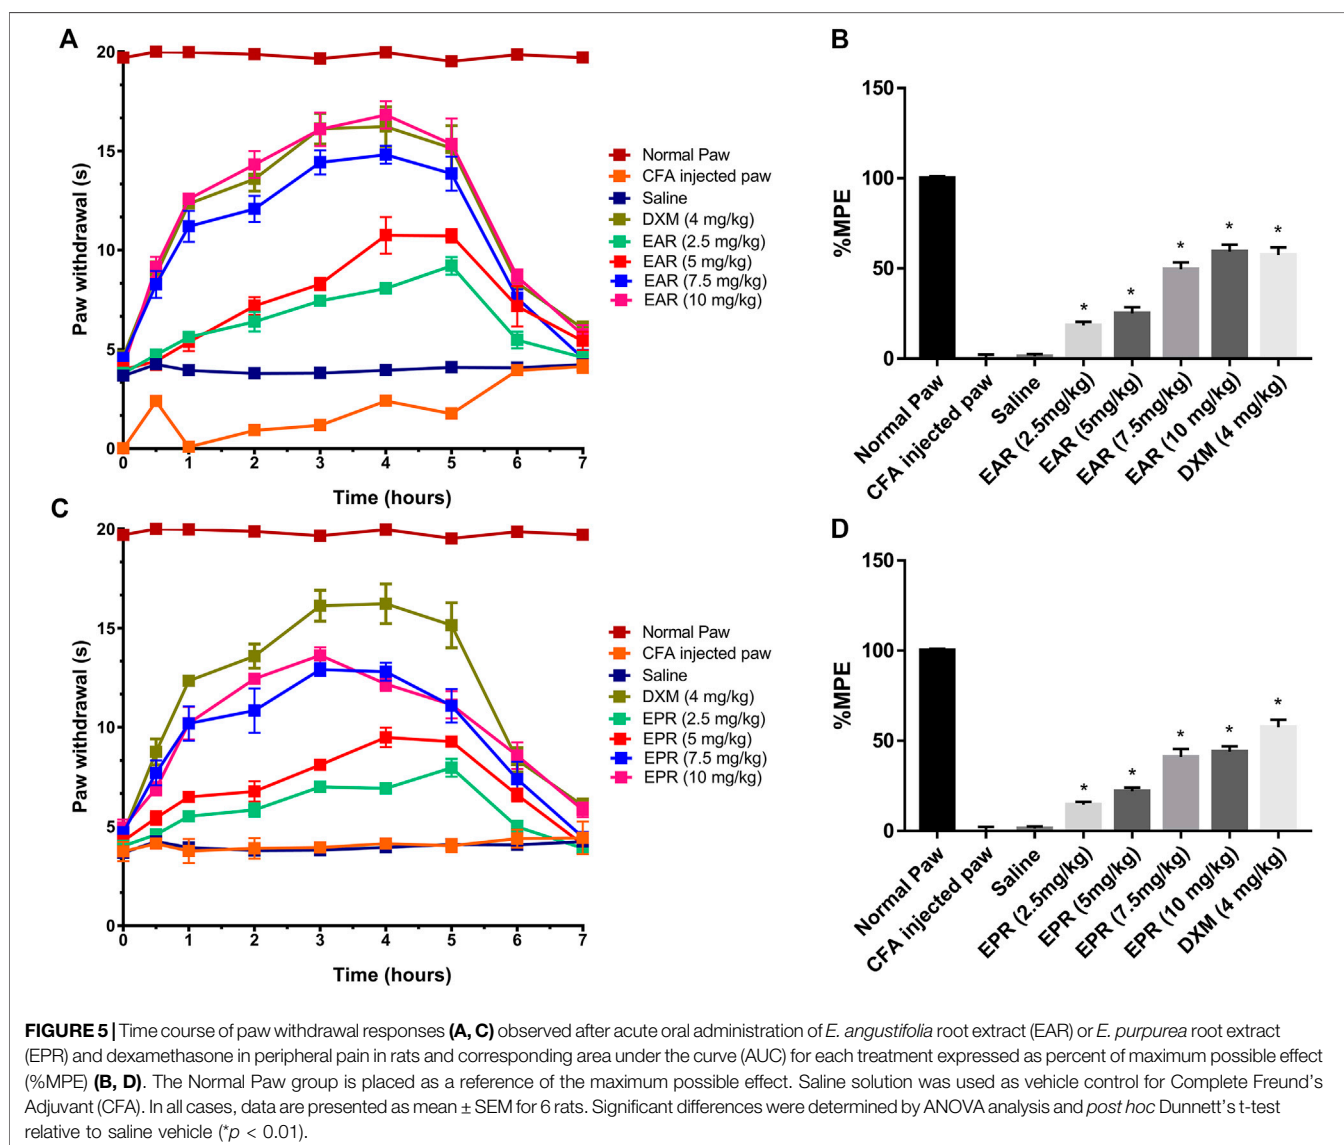 A
20
15
10
5
0
Paw withdrawal (s)
0 1 2 3 4 5 6 7
Time (hours)
Normal Paw
CFA injected paw
Saline
DXM (4 mg/kg)
EAR (2.5 mg/kg)
EAR (5 mg/kg)
EAR (7.5 mg/kg)
EAR (10 mg/kg)
B
150
100
50
0
%MPE
* * * * *
Normal Paw
CFA injected paw
Saline
EAR (2.5mg/kg)
EAR (5mg/kg)
EAR (7.5mg/kg)
EAR (10 mg/kg)
DXM (4 mg/kg)
C
20
15
10
5
0
Paw withdrawal (s)
0 1 2 3 4 5 6 7
Time (hours)
Normal Paw
CFA injected paw
Saline
DXM (4 mg/kg)
EPR (2.5 mg/kg)
EPR (5 mg/kg)
EPR (7.5 mg/kg)
EPR (10 mg/kg)
D
150
100
50
0
%MPE
* * * * *
Normal Paw
CFA injected paw
Saline
EPR (2.5mg/kg)
EPR (5mg/kg)
EPR (7.5mg/kg)
EPR (10 mg/kg)
DXM (4 mg/kg)
FIGURE 5 | Time course of paw withdrawal responses (A, C) observed after acute oral administration of E. angustifolia root extract (EAR) or E. purpurea root extract
(EPR) and dexamethasone in peripheral pain in rats and corresponding area under the curve (AUC) for each treatment expressed as percent of maximum possible effect
(%MPE) (B, D). The Normal Paw group is placed as a reference of the maximum possible effect. Saline solution was used as vehicle control for Complete Freund's
Adjuvant (CFA). In all cases, data are presented as mean ± SEM for 6 rats. Significant differences were determined by ANOVA analysis and post hoc Dunnett's t-test
relative to saline vehicle (*p < 0.01).